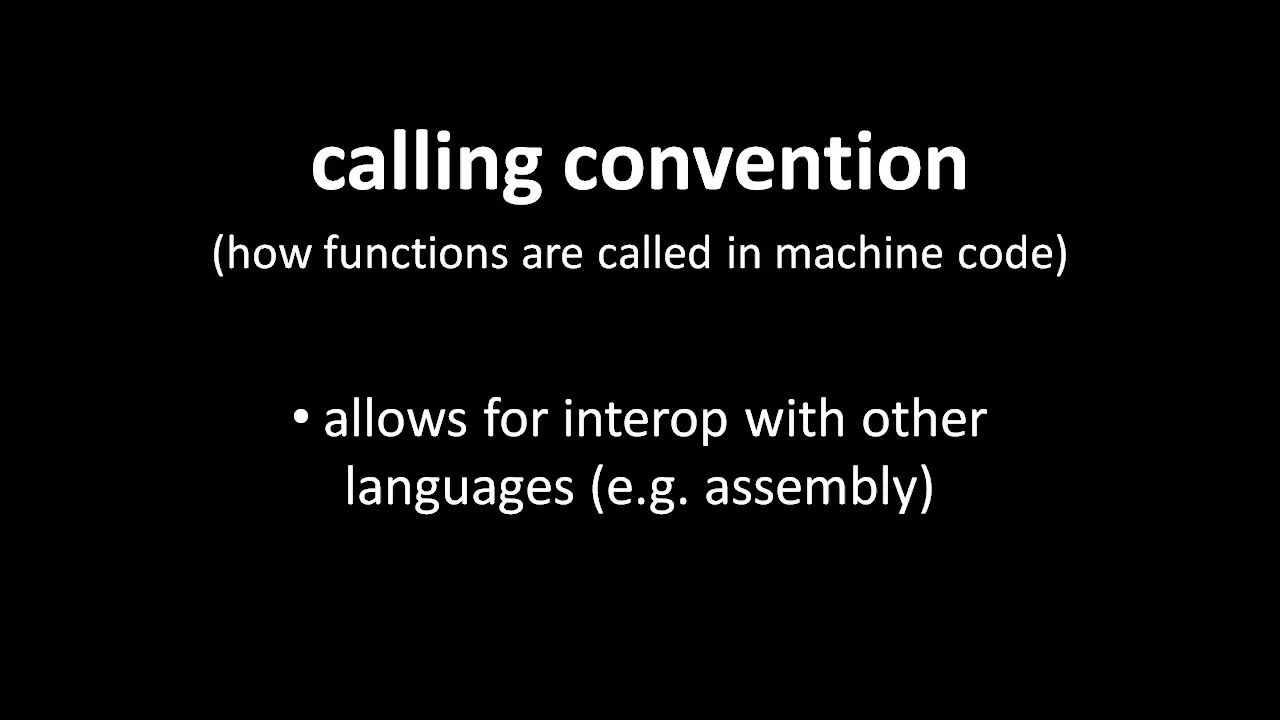 calling convention
(how functions are called in machine code)
• allows for interop with other
languages (e.g. assembly)